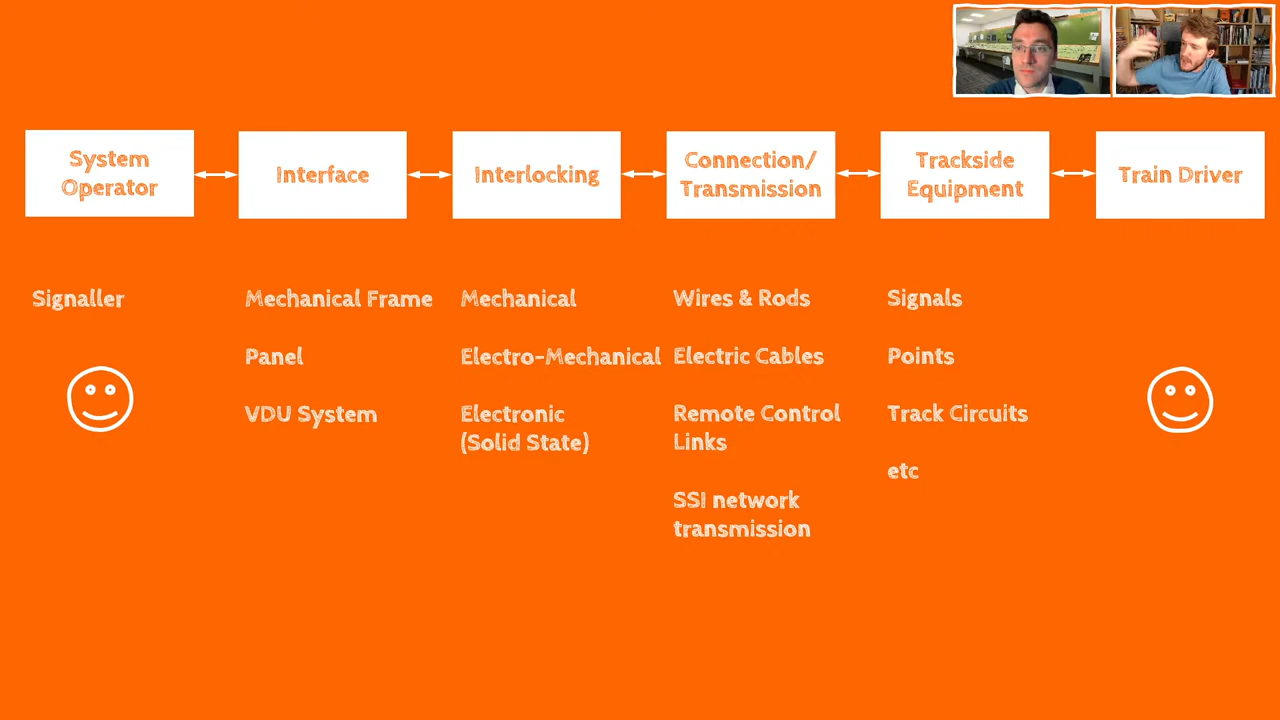 System
Operator
Interface
Interlocking
Connection/
Transmission
Trackside
Equipment
Train Driver
Signaller
Mechanical Frame
Panel
VDU System
Mechanical
Electro-Mechanical
Electronic
(Solid State)
Wires & Rods
Electric Cables
Remote Control
Links
SSI network
transmission
Signals
Points
Track Circuits
etc